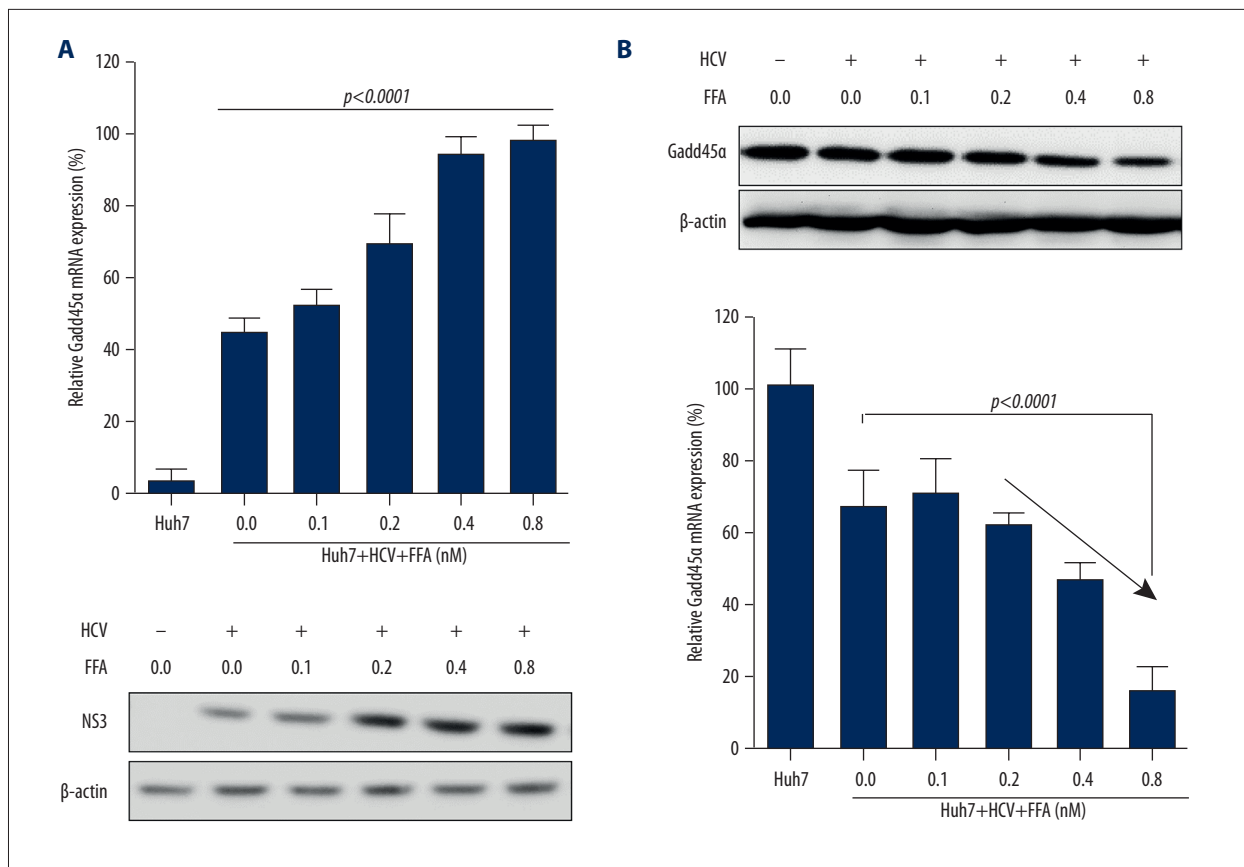 A
Relative Gadd45α mRNA expression (%)
120
100
80
60
40
20
0
p<0.0001
Huh7 0.0 0.1 0.2 0.4 0.8
Huh7+HCV+FFA (nM)
HCV – + + + + +
FFA 0.0 0.0 0.1 0.2 0.4 0.8
NS3
β-actin
B
HCV – + + + + +
FFA 0.0 0.0 0.1 0.2 0.4 0.8
Gadd45α
β-actin
Relative Gadd45α mRNA expression (%)
120
100
80
60
40
20
0
p<0.0001
Huh7 0.0 0.1 0.2 0.4 0.8
Huh7+HCV+FFA (nM)